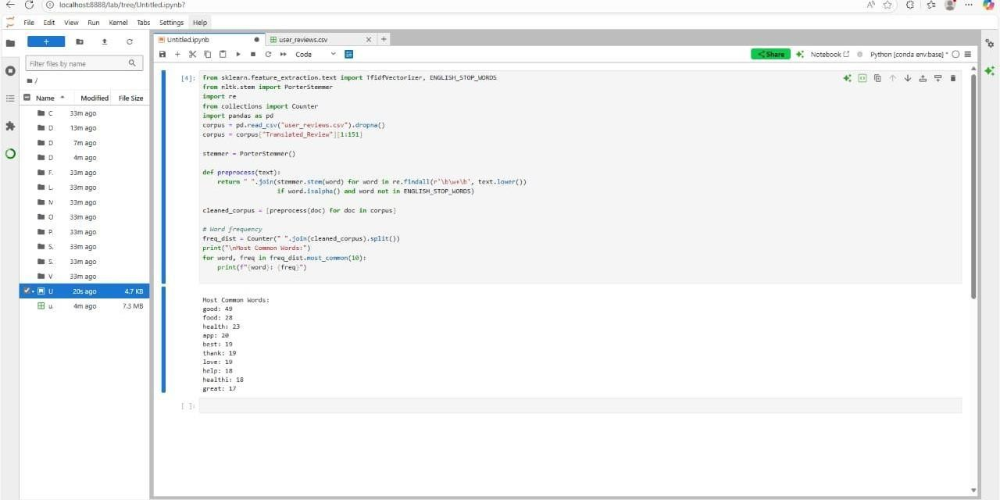 localhost:8888/lab/tree/Untitled.ipynb?
File Edit View Run Kernel Tabs Settings Help
Untitled.ipynb
user_reviews.csv
Filter files by name
Code
Share
Notebook
Python [conda env:base] *
/
Name Modified File Size
C 33m ago
D 13m ago
D 7m ago
D 4m ago
F. 33m ago
L. 33m ago
M 33m ago
O 33m ago
P. 33m ago
S. 33m ago
S. 33m ago
V 33m ago
U 20s ago 4.7 KB
u 4m ago 7.3 MB
[4]:
from sklearn.feature_extraction.text import TfidfVectorizer, ENGLISH_STOP_WORDS
from nltk.stem import PorterStemmer
import re
from collections import Counter
import pandas as pd
corpus = pd.read_csv("user_reviews.csv").dropna()
corpus = corpus["Translated_Review"][1:151]
stemmer = PorterStemmer()
def preprocess(text):
return " ".join(stemmer.stem(word) for word in re.findall(r'\b\w+\b', text.lower())
if word.isalpha() and word not in ENGLISH_STOP_WORDS)
cleaned_corpus = [preprocess(doc) for doc in corpus]
# Word frequency
freq_dist = Counter(" ".join(cleaned_corpus).split())
print("\nMost Common Words:")
for word, freq in freq_dist.most_common(10):
print(f"{word}: {freq}")
Most Common Words:
good: 49
food: 28
health: 23
app: 20
best: 19
thank: 19
love: 19
help: 18
healthi: 18
great: 17
[ ]: